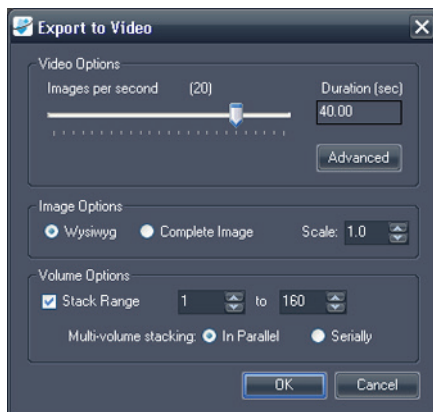 Export to Video
Video Options
Images per second (20) Duration (sec)
40.00
Advanced
Image Options
Wysiwyg Complete Image Scale: 1.0
Volume Options
Stack Range 1 to 160
Multi-volume stacking: In Parallel Serially
OK Cancel